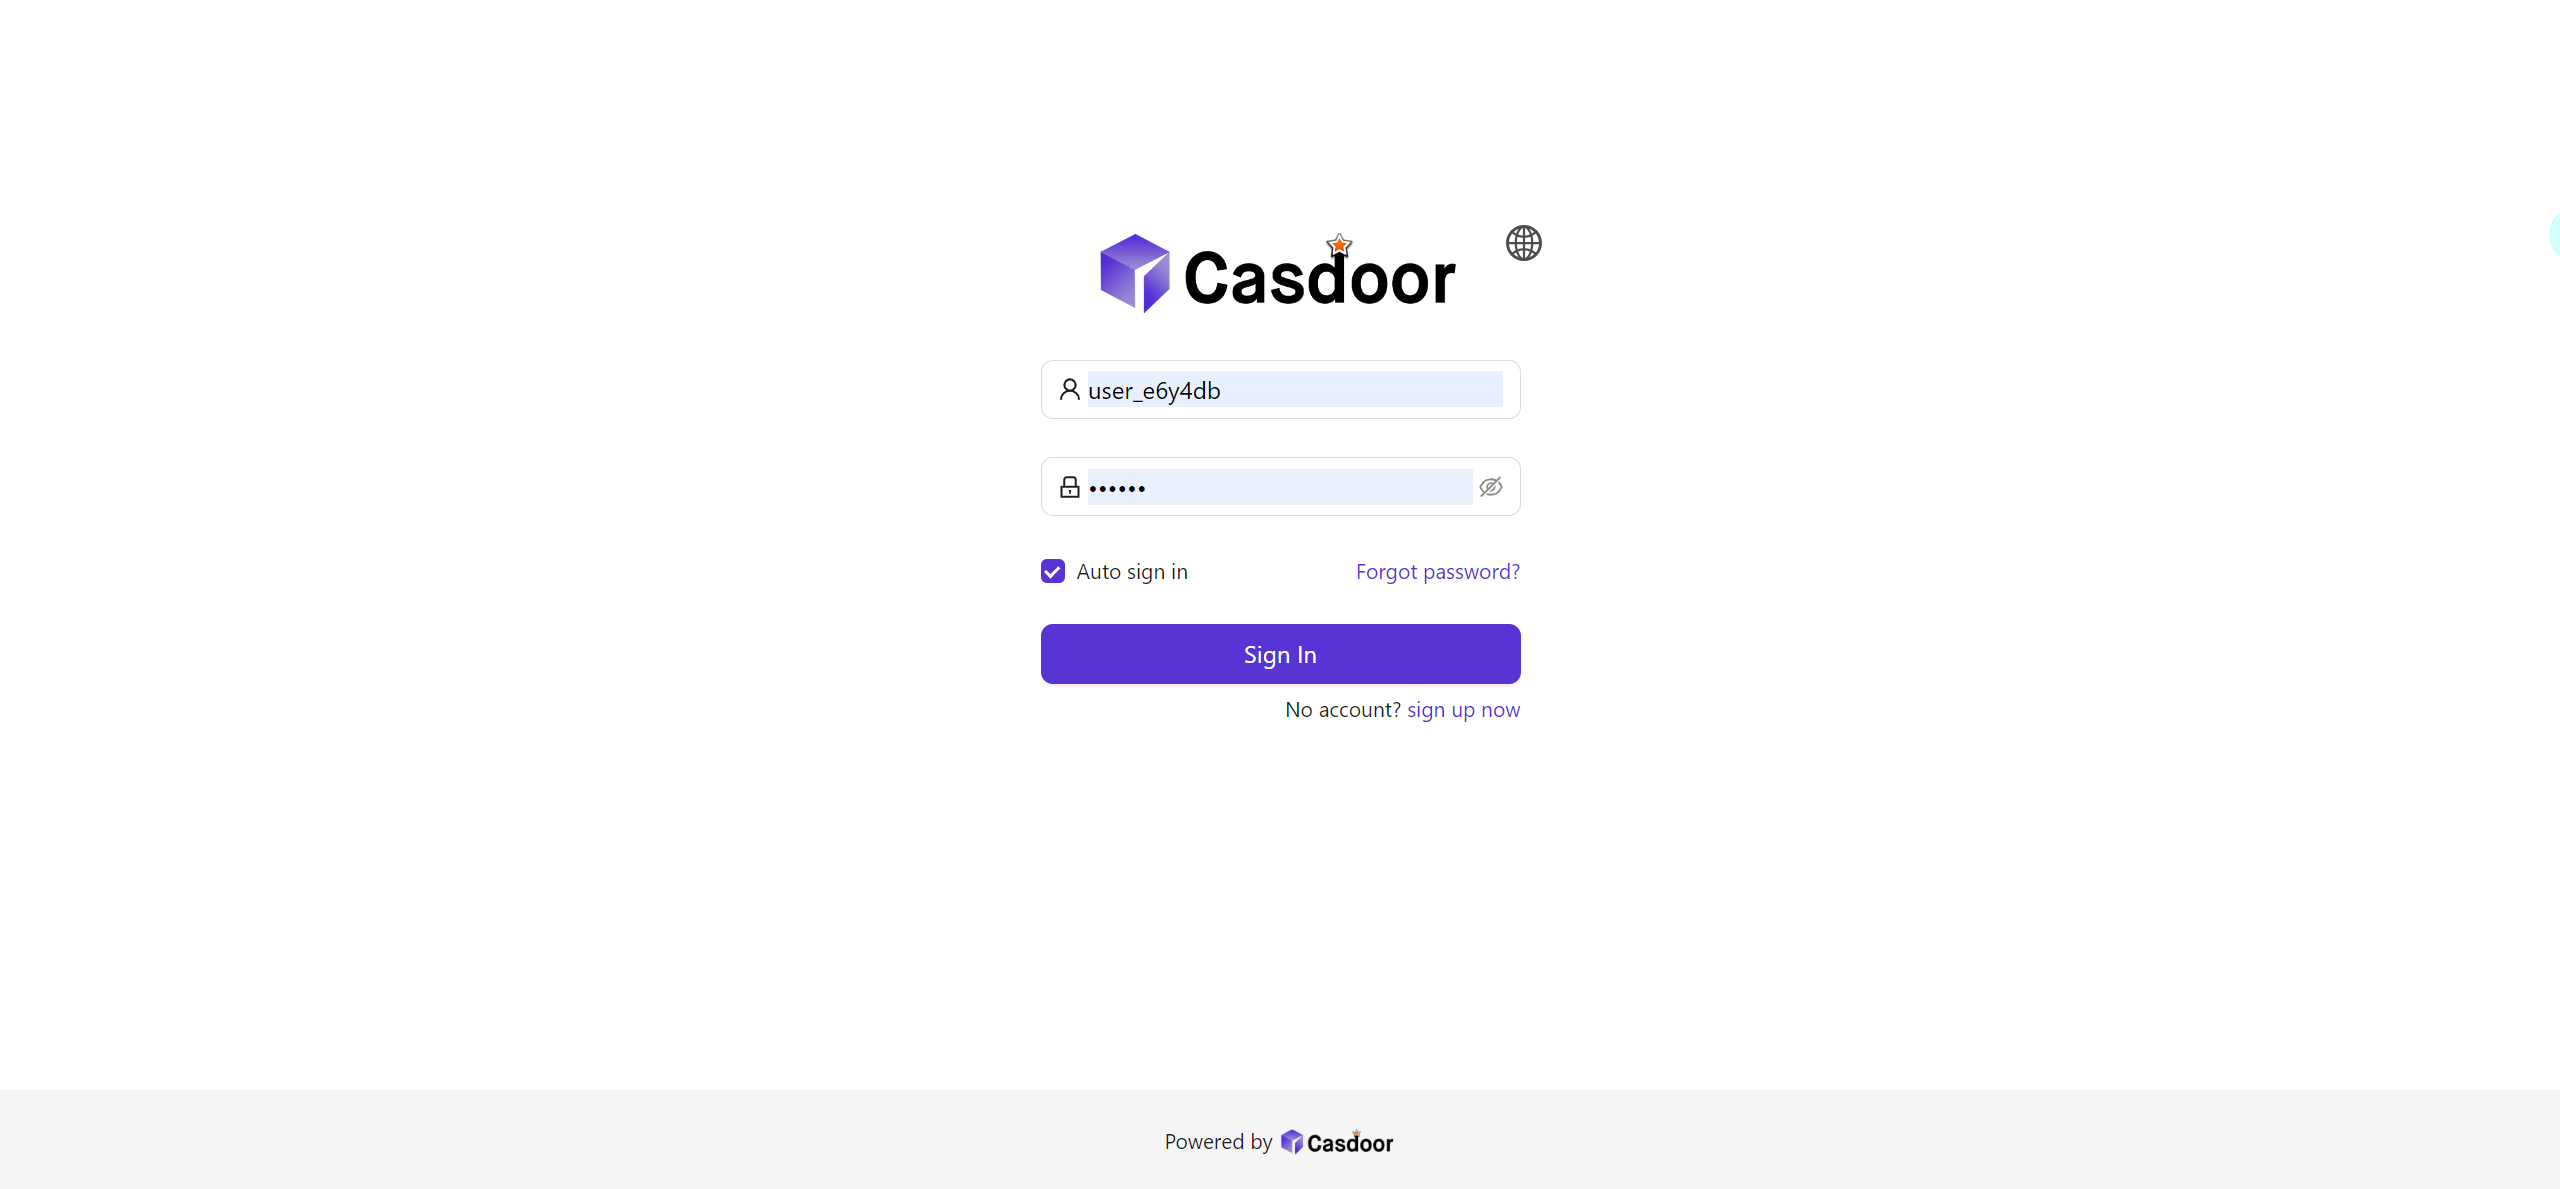 Casdoor
user_e6y4db
••••••
Auto sign in
Forgot password?
Sign In
No account? sign up now
Powered by Casdoor